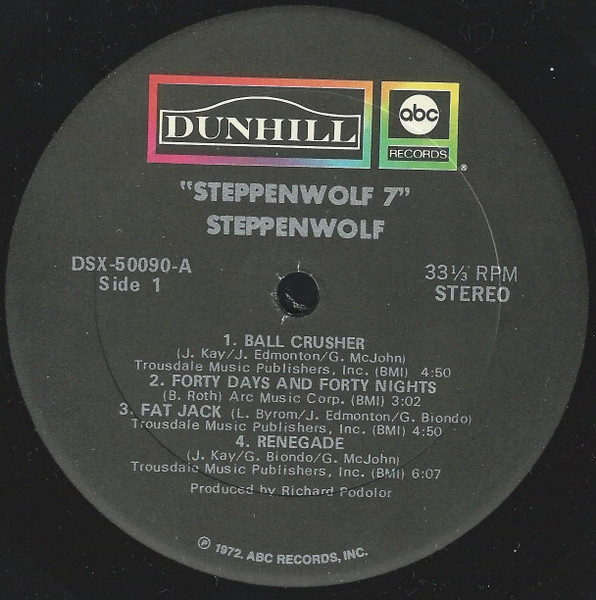 DUNHILL
abc
RECORDS
®
"STEPPENWOLF 7"
STEPPENWOLF
DSX-50090-A
Side 1
33⅓ RPM
STEREO
1. BALL CRUSHER
(J. Kay/J. Edmonton/G. McJohn)
Trousdale Music Publishers, Inc. (BMI) 4:50
2. FORTY DAYS AND FORTY NIGHTS
(B. Roth) Arc Music Corp. (BMI) 3:02
3. FAT JACK (L. Byrom/J. Edmonton/G. Biondo)
Trousdale Music Publishers, Inc. (BMI) 4:50
4. RENEGADE
(J. Kay/G. Biondo/G. McJohn)
Trousdale Music Publishers, Inc. (BMI) 6:07
Produced by Richard Podolor
℗ 1972. ABC RECORDS, INC.